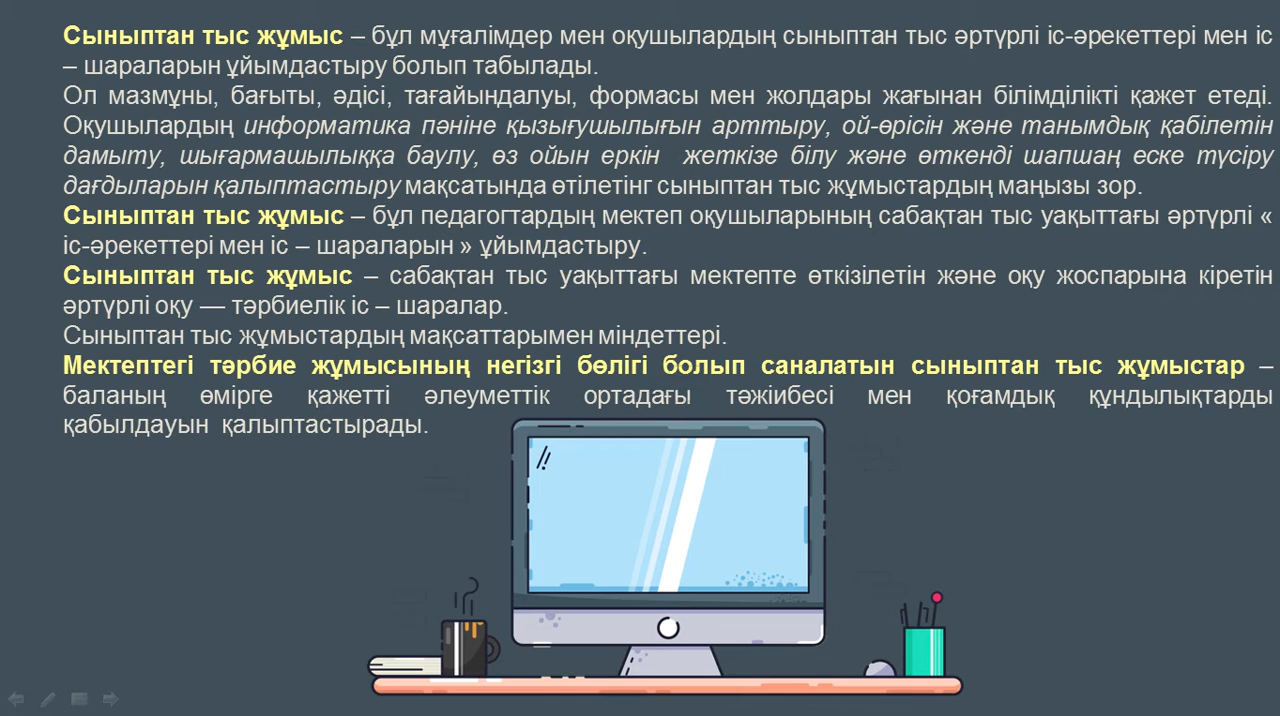 Сыныптан тыс жұмыс – бұл мұғалімдер мен оқушылардың сыныптан тыс әртүрлі іс-әрекеттері мен іс
– шараларын ұйымдастыру болып табылады.
Ол мазмұны, бағыты, әдісі, тағайындалуы, формасы мен жолдары жағынан білімділікті қажет етеді.
Оқушылардың информатика пәніне қызығушылығын арттыру, ой-өрісін және танымдық қабілетін
дамыту, шығармашылыққа баулу, өз ойын еркін жеткізе білу және өткенді шапшаң еске түсіру
дағдыларын қалыптастыру мақсатында өтілетінг сыныптан тыс жұмыстардың маңызы зор.
Сыныптан тыс жұмыс – бұл педагогтардың мектеп оқушыларының сабақтан тыс уақыттағы әртүрлі «
іс-әрекеттері мен іс – шараларын » ұйымдастыру.
Сыныптан тыс жұмыс – сабақтан тыс уақыттағы мектепте өткізілетін және оқу жоспарына кіретін
әртүрлі оқу — тәрбиелік іс – шаралар.
Сыныптан тыс жұмыстардың мақсаттарымен міндеттері.
Мектептегі тәрбие жұмысының негізгі бөлігі болып саналатын сыныптан тыс жұмыстар –
баланың өмірге қажетті әлеуметтік ортадағы тәжіибесі мен қоғамдық құндылықтарды
қабылдауын қалыптастырады.